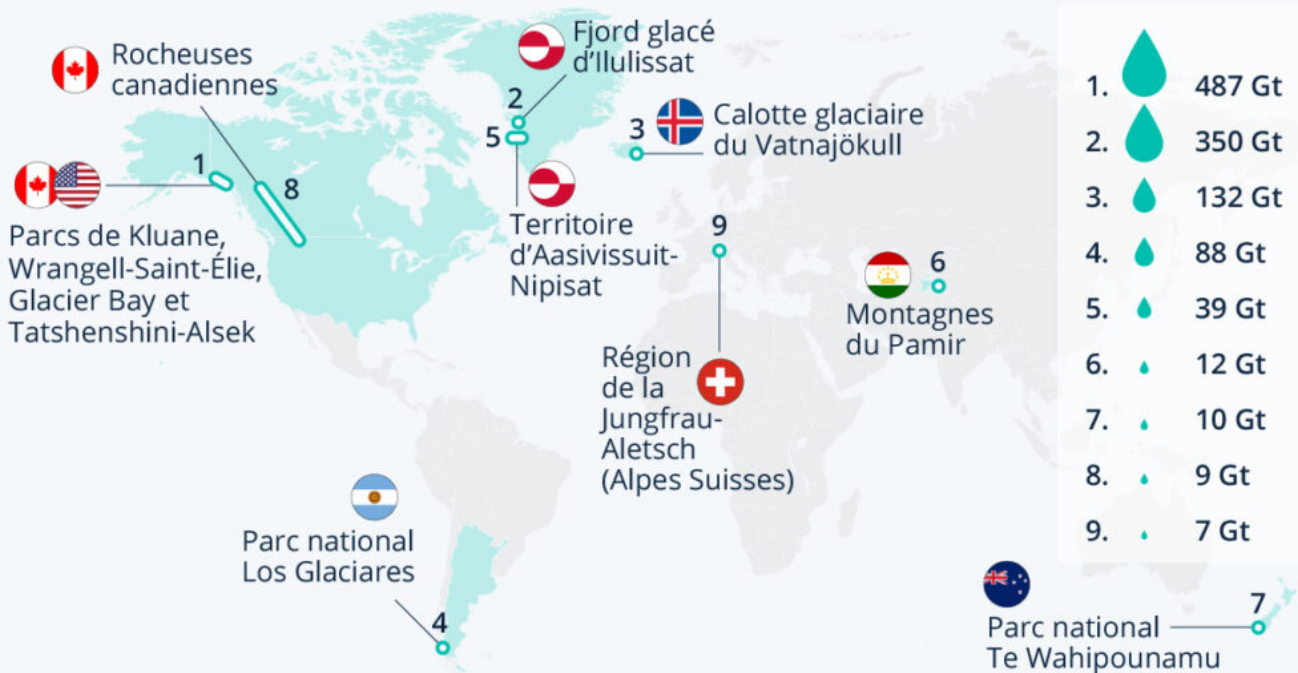 Rocheuses
canadiennes
Fjord glacé
d'Ilulissat
2
5
3
Calotte glaciaire
du Vatnajökull
1
8
Parcs de Kluane,
Wrangell-Saint-Élie,
Glacier Bay et
Tatshenshini-Alsek
Territoire
d'Aasivissuit-
Nipisat
9
6
Montagnes
du Pamir
Région
de la
Jungfrau-
Aletsch
(Alpes Suisses)
Parc national
Los Glaciares
4
7
Parc national
Te Wahipounamu
1. 487 Gt
2. 350 Gt
3. 132 Gt
4. 88 Gt
5. 39 Gt
6. 12 Gt
7. 10 Gt
8. 9 Gt
9. 7 Gt